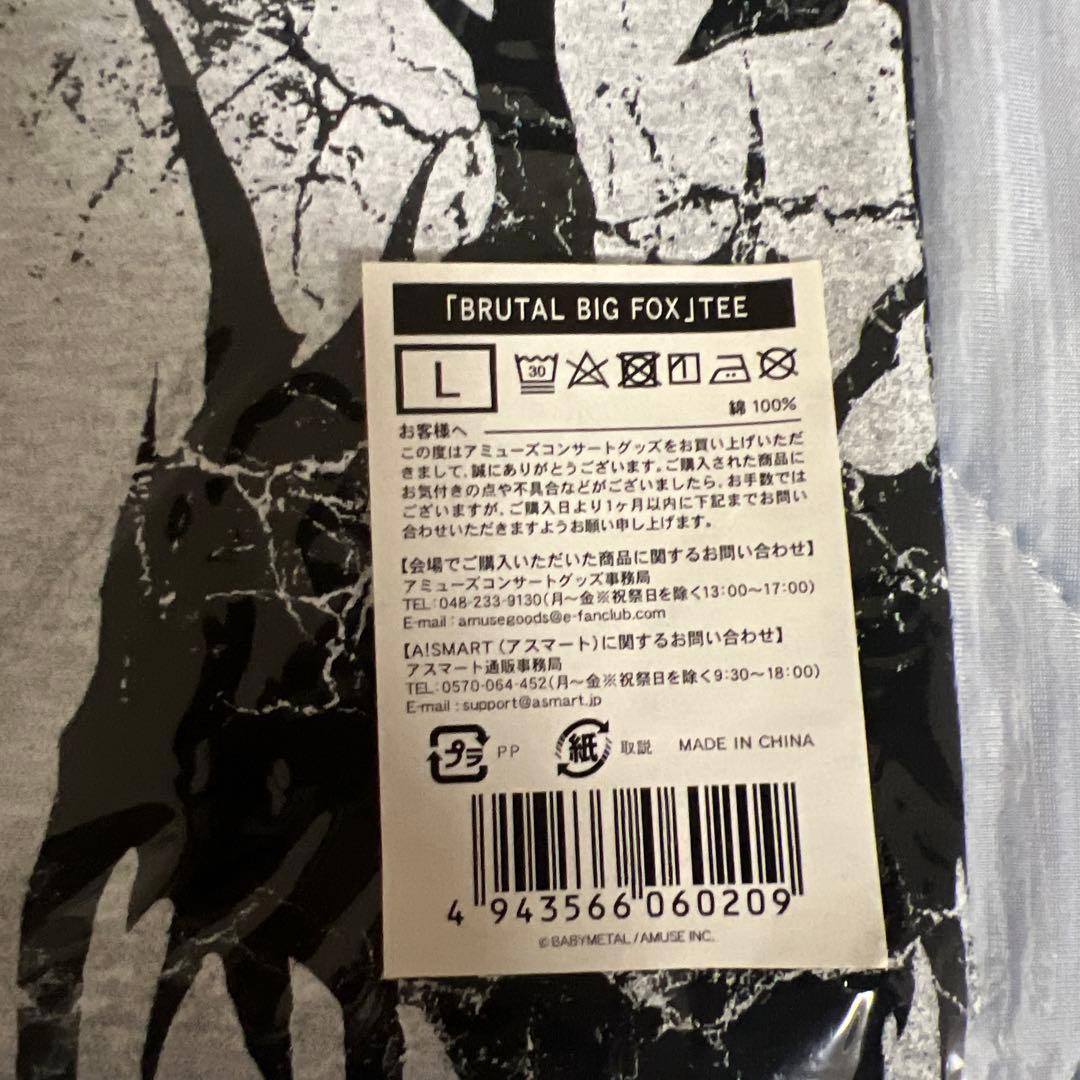 「BRUTAL BIG FOX」TEE
L
30
綿 100%
お客様へ
この度はアミューズコンサートグッズをお買い上げいただ
きまして、誠にありがとうございます。ご購入された商品に
お気付きの点や不具合などがございましたら、お手数では
ございますが、ご購入日より1ヶ月以内に下記までお問い
合わせいただきますようお願い申し上げます。
【会場でご購入いただいた商品に関するお問い合わせ】
アミューズコンサートグッズ事務局
TEL:048-233-9130(月〜金※祝祭日を除く13:00〜17:00)
E-mail : amusegoods@e-fanclub.com
【A!SMART (アスマート)に関するお問い合わせ】
アスマート通販事務局
TEL:0570-064-452(月〜金※祝祭日を除く9:30〜18:00)
E-mail : support@asmart.jp
プラ PP 紙 取説 MADE IN CHINA
4 943566 060209
©BABYMETAL / AMUSE INC.